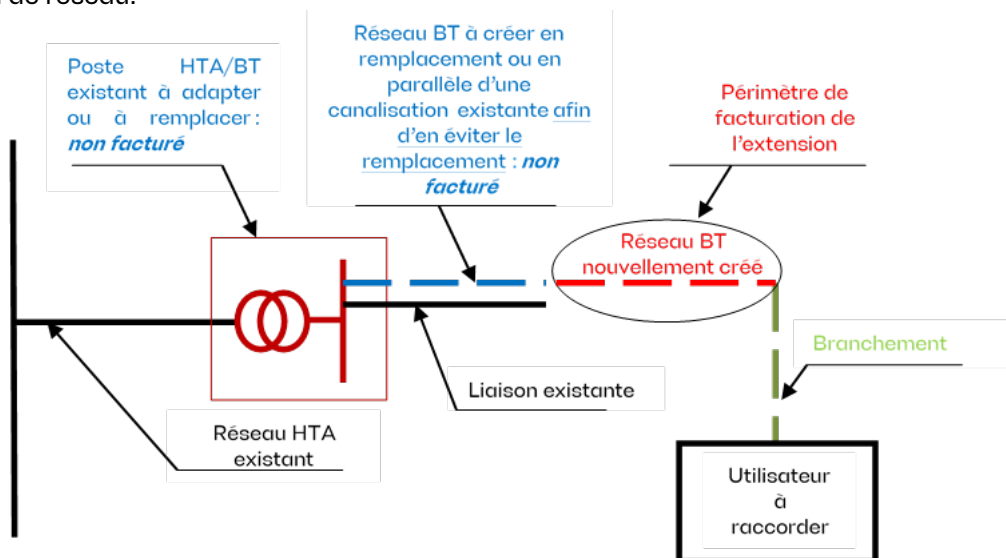 de réseau.
Réseau BT à créer en
remplacement ou en
parallèle d'une
canalisation existante afin
d'en éviter le
remplacement : non
facturé
Poste HTA/BT
existant à adapter
ou à remplacer :
non facturé
Périmètre de
facturation de
l'extension
Réseau BT
nouvellement créé
Branchement
Liaison existante
Réseau HTA
existant
Utilisateur
à
raccorder